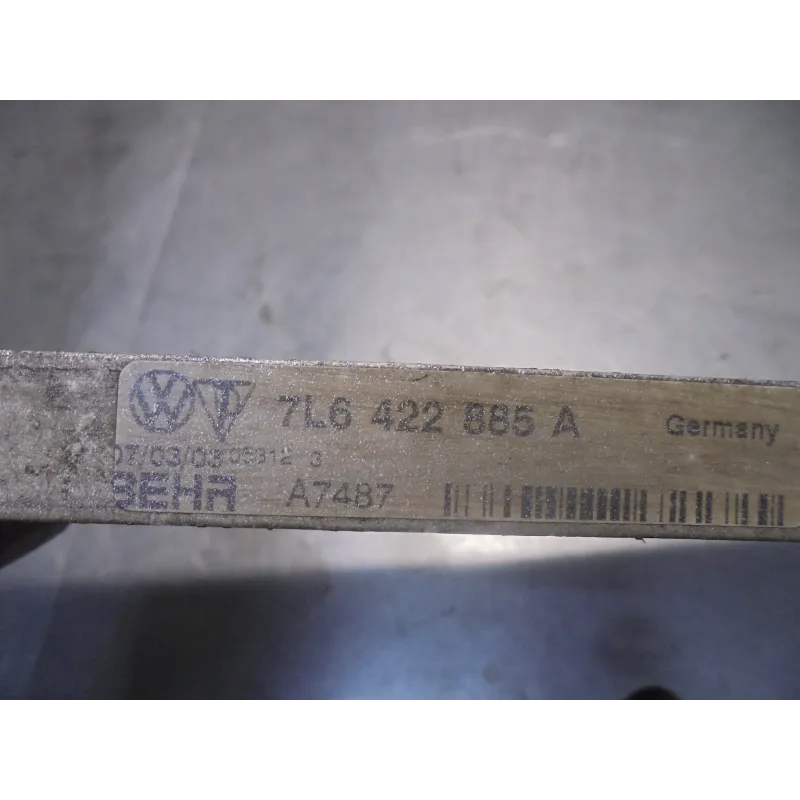 7L6 422 885 A Germany
07/03/03 05312 3
BEHR A7487